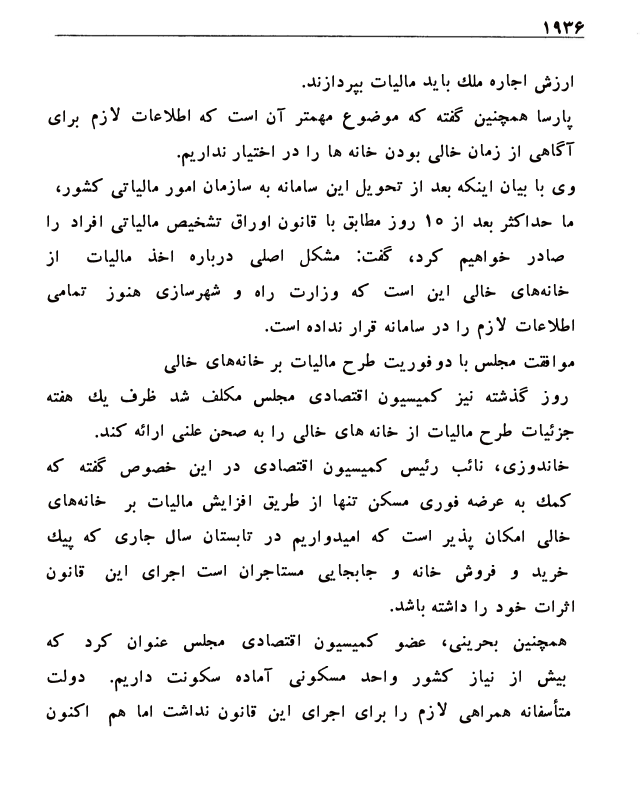 ۱۹۳۶
ارزش اجاره ملك باید مالیات بپردازند.
پارسا همچنین گفته که موضوع مهمتر آن است که اطلاعات لازم برای
آگاهی از زمان خالی بودن خانه ها را در اختیار نداریم.
وی با بیان اینکه بعد از تحویل این سامانه به سازمان امور مالیاتی کشور،
ما حداکثر بعد از ۱۵ روز مطابق با قانون اوراق تشخیص مالیاتی افراد را
صادر خواهیم کرد، گفت: مشکل اصلی درباره اخذ مالیات از
خانه‌های خالی این است که وزارت راه و شهرسازی هنوز تمامی
اطلاعات لازم را در سامانه قرار نداده است.
موافقت مجلس با دو فوریت طرح مالیات بر خانه‌های خالی
روز گذشته نیز کمیسیون اقتصادی مجلس مکلف شد ظرف یك هفته
جزئیات طرح مالیات از خانه های خالی را به صحن علنی ارائه کند.
خاندوزی، نائب رئیس کمیسیون اقتصادی در این خصوص گفته که
کمك به عرضه فوری مسکن تنها از طریق افزایش مالیات بر خانه‌های
خالی امکان پذیر است که امیدواریم در تابستان سال جاری که پیك
خرید و فروش خانه و جابجایی مستاجران است اجرای این قانون
اثرات خود را داشته باشد.
همچنین بحرینی، عضو کمیسیون اقتصادی مجلس عنوان کرد که
بیش از نیاز کشور واحد مسکونی آماده سکونت داریم. دولت
متأسفانه همراهی لازم را برای اجرای این قانون نداشت اما هم اکنون